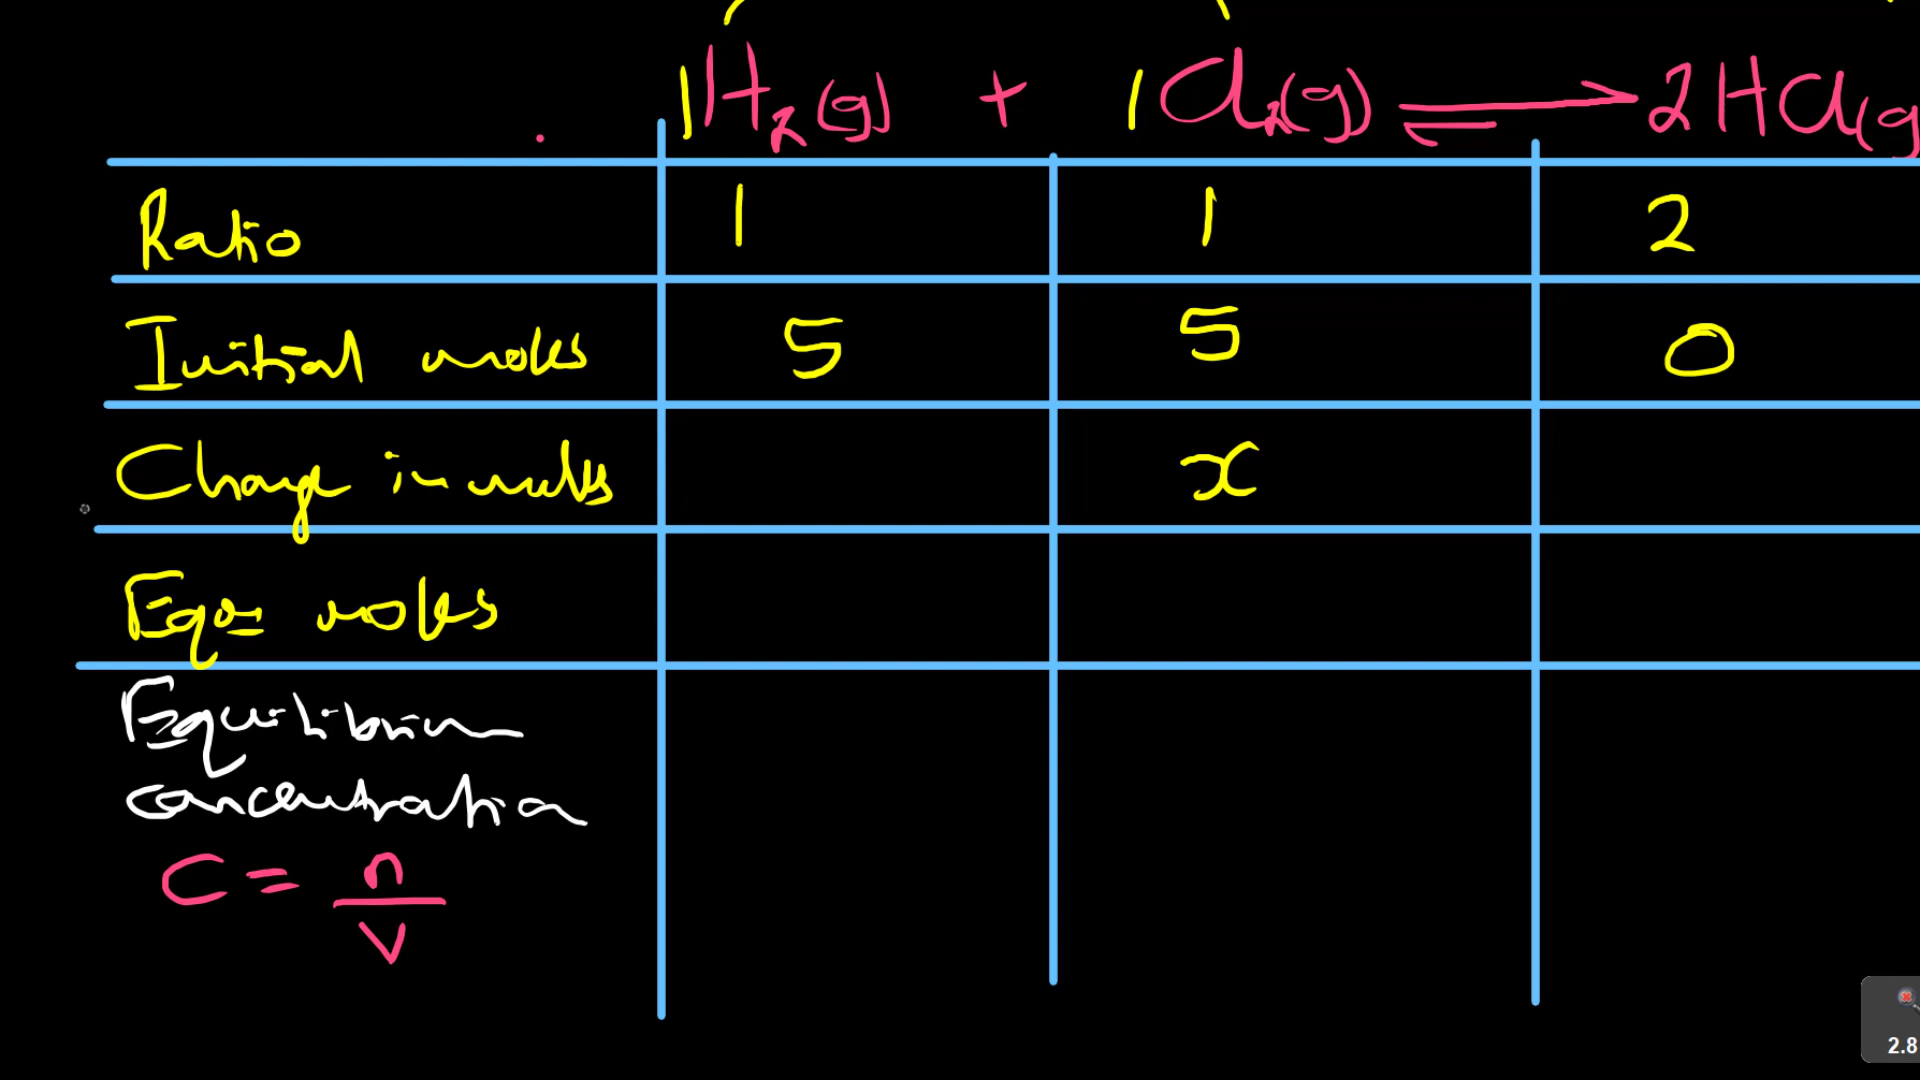 1H₂(g) + 1Cl₂(g) ⇌ 2HCl(g
Ratio 1 1 2
Initial moles 5 5 0
Change in moles x
Eqm moles
Equilibrium
concentration
C = n/V
2.8